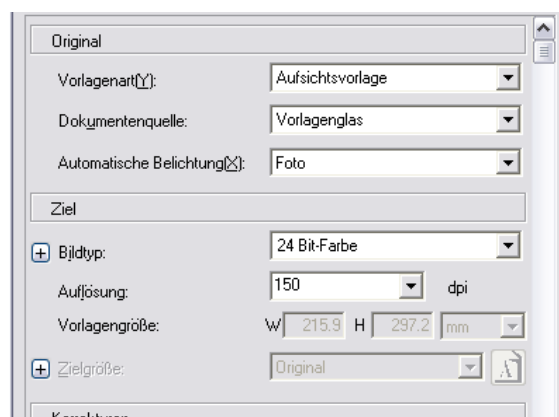 Original
Vorlagenart(Y): Aufsichtsvorlage
Dokumentenquelle: Vorlagenglas
Automatische Belichtung(X): Foto
Ziel
Bildtyp: 24 Bit-Farbe
Auflösung: 150 dpi
Vorlagengröße: W 215.9 H 297.2 mm
Zielgröße: Original
Korrekturen